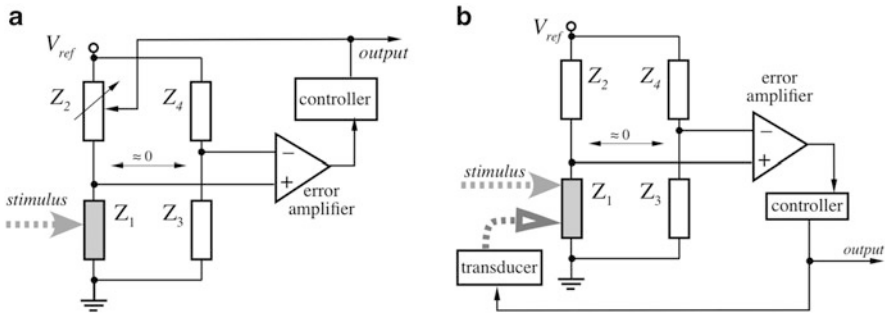 a
V_ref
output
Z_2
Z_4
controller
≈ 0
−
+
error
amplifier
stimulus
Z_1
Z_3
b
V_ref
Z_2
Z_4
error
amplifier
≈ 0
−
+
stimulus
Z_1
Z_3
controller
transducer
output